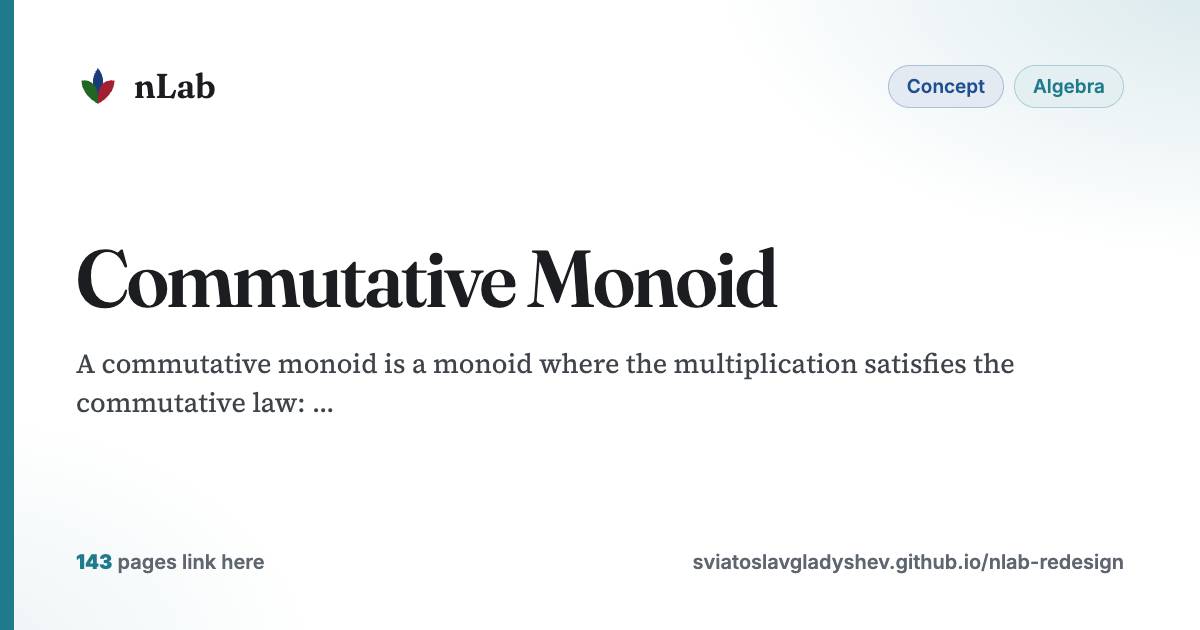 nLab
Concept
Algebra
Commutative Monoid
A commutative monoid is a monoid where the multiplication satisfies the
commutative law: ...
143 pages link here
sviatoslavgladyshev.github.io/nlab-redesign